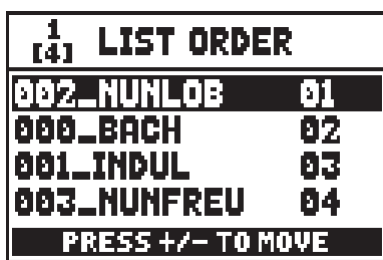 1
[4] LIST ORDER
002_NUNLOB 01
000_BACH 02
001_INDUL 03
003_NUNFREU 04
PRESS +/- TO MOVE